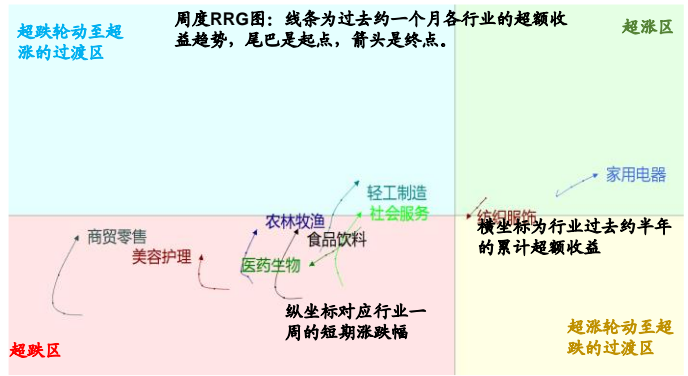 周度RRG图：线条为过去约一个月各行业的超额收
益趋势，尾巴是起点，箭头是终点。
超跌轮动至超
涨的过渡区
超涨区
家用电器
轻工制造
社会服务
纺织服饰
农林牧渔
食品饮料
商贸零售
美容护理
医药生物
横坐标为行业过去约半年
的累计超额收益
纵坐标对应行业一
周的短期涨跌幅
超跌区
超涨轮动至超
跌的过渡区